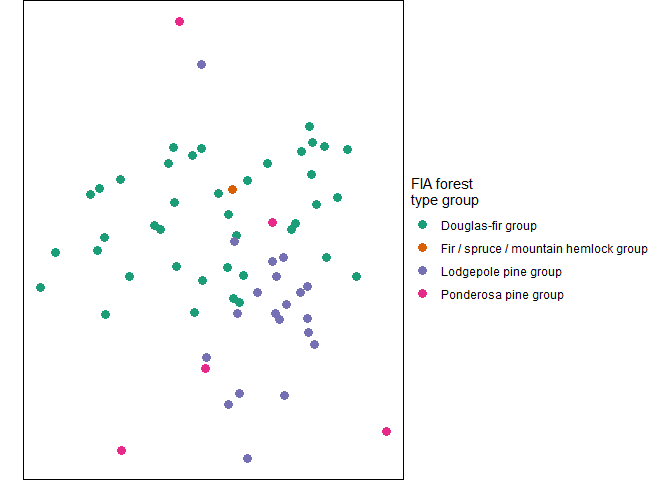 FIA forest
type group
Douglas-fir group
Fir / spruce / mountain hemlock group
Lodgepole pine group
Ponderosa pine group